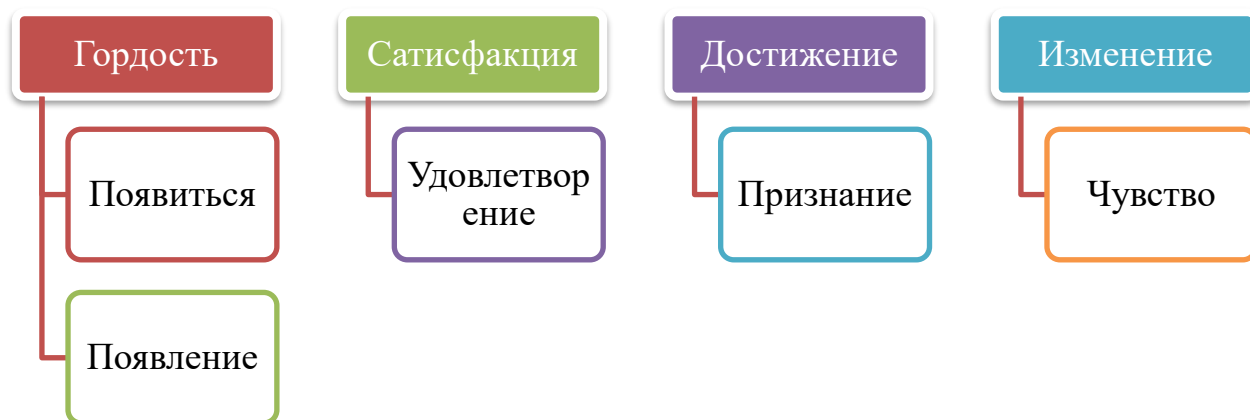 Гордость
Сатисфакция
Достижение
Изменение
Появиться
Удовлетвор
ение
Признание
Чувство
Появление